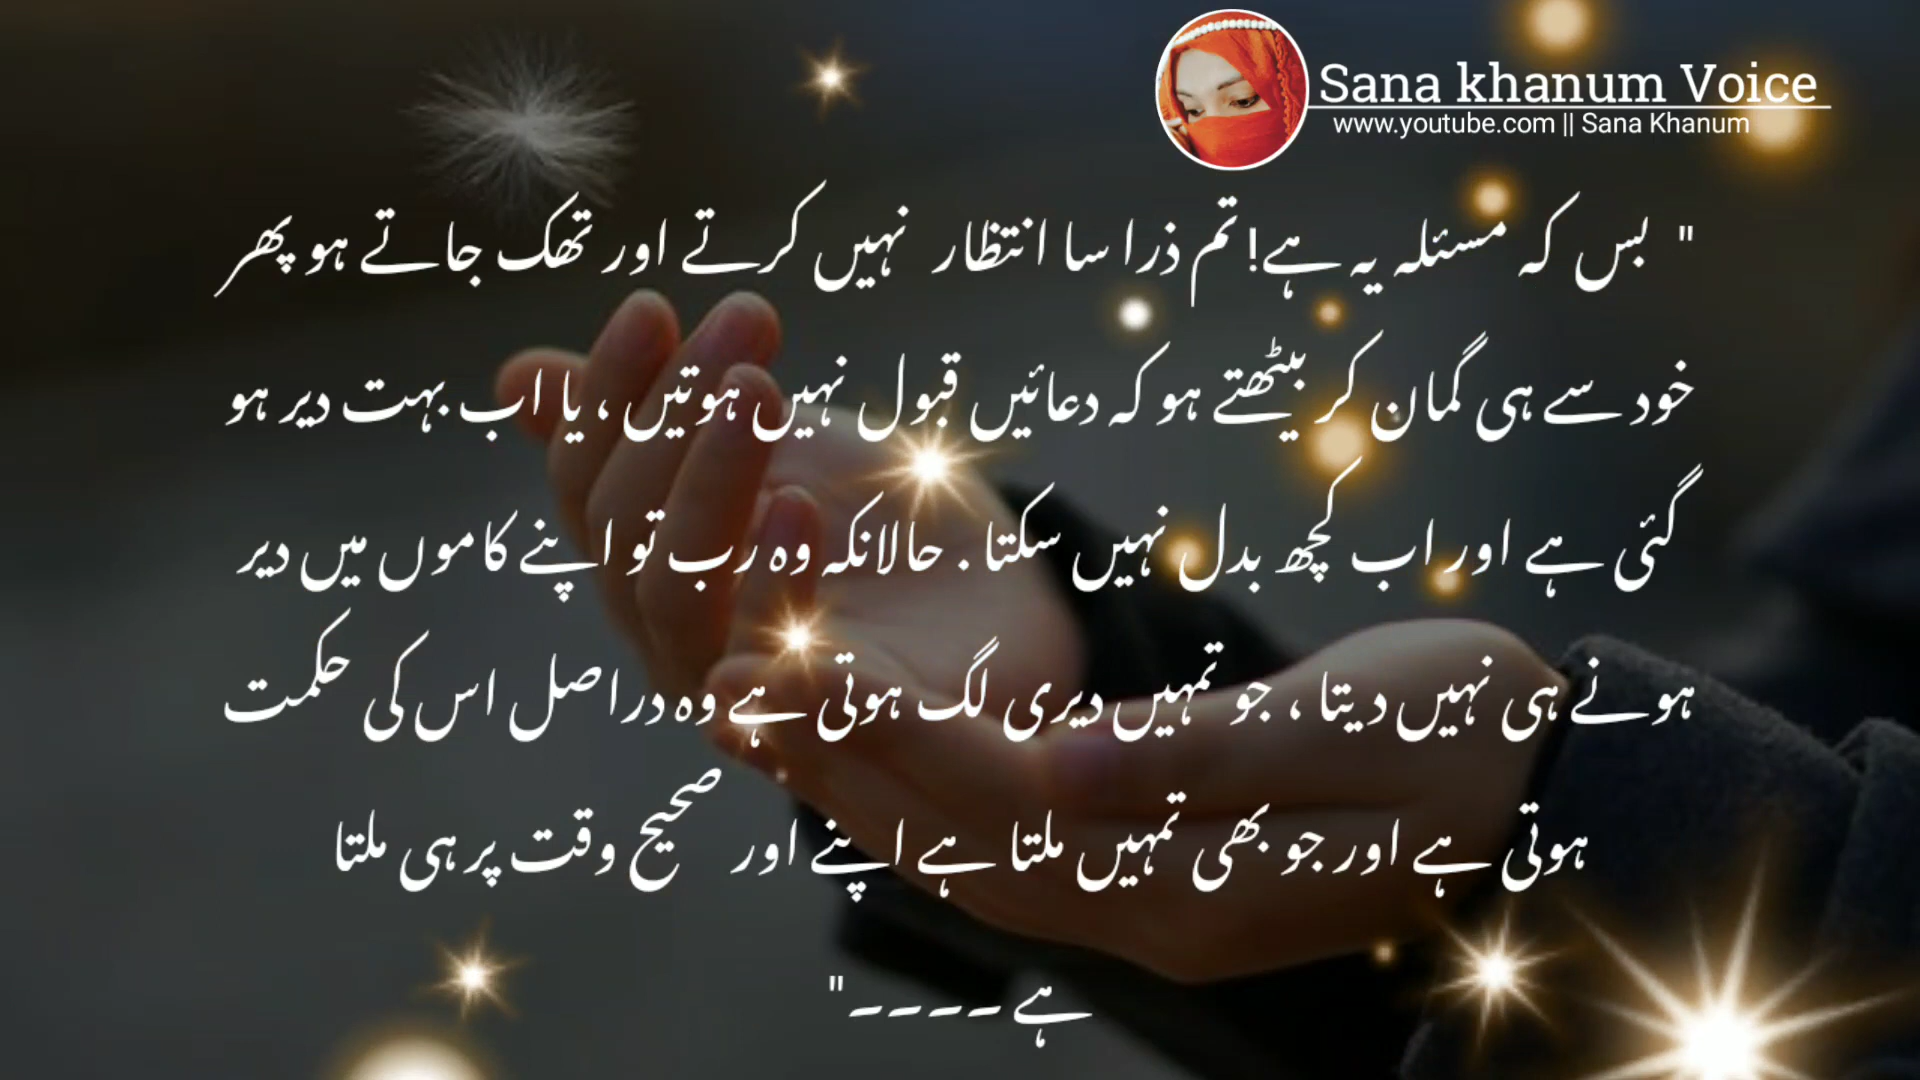 Sana khanum Voice
www.youtube.com || Sana Khanum
" بس کہ مسئلہ یہ ہے! تم ذرا سا انتظار نہیں کرتے اور تھک جاتے ہو پھر
خود سے ہی گمان کر بیٹھتے ہو کہ دعائیں قبول نہیں ہوتیں ، یا اب بہت دیر ہو
گئی ہے اور اب کچھ بدل نہیں سکتا . حالانکہ وہ رب تو اپنے کاموں میں دیر
ہونے ہی نہیں دیتا ، جو تمہیں دیری لگ ہوتی ہے وہ دراصل اس کی حکمت
ہوتی ہے اور جو بھی تمہیں ملتا ہے اپنے اور صحیح وقت پر ہی ملتا
ہے ۔۔۔۔"